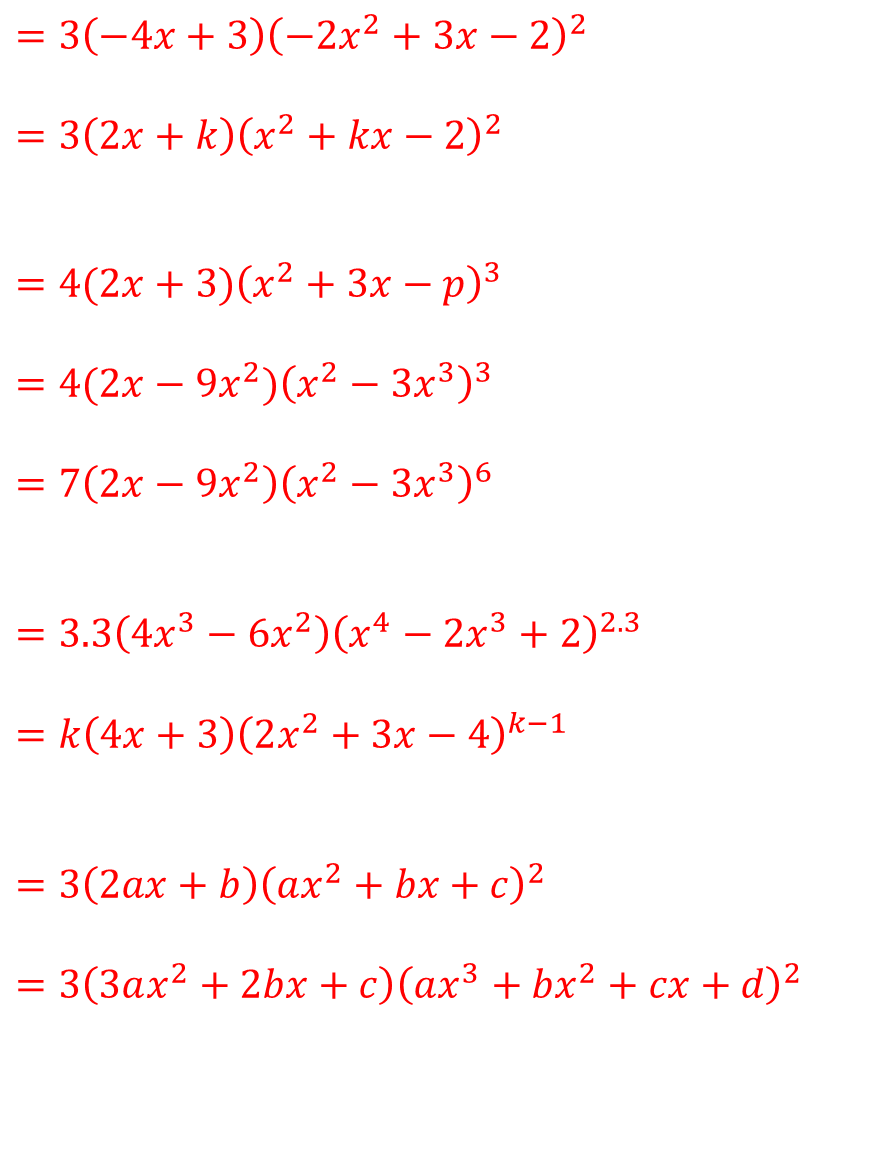 = 3(−4x + 3)(−2x² + 3x − 2)²
= 3(2x + k)(x² + kx − 2)²
= 4(2x + 3)(x² + 3x − p)³
= 4(2x − 9x²)(x² − 3x³)³
= 7(2x − 9x²)(x² − 3x³)⁶
= 3.3(4x³ − 6x²)(x⁴ − 2x³ + 2)^2.3
= k(4x + 3)(2x² + 3x − 4)^k−1
= 3(2ax + b)(ax² + bx + c)²
= 3(3ax² + 2bx + c)(ax³ + bx² + cx + d)²